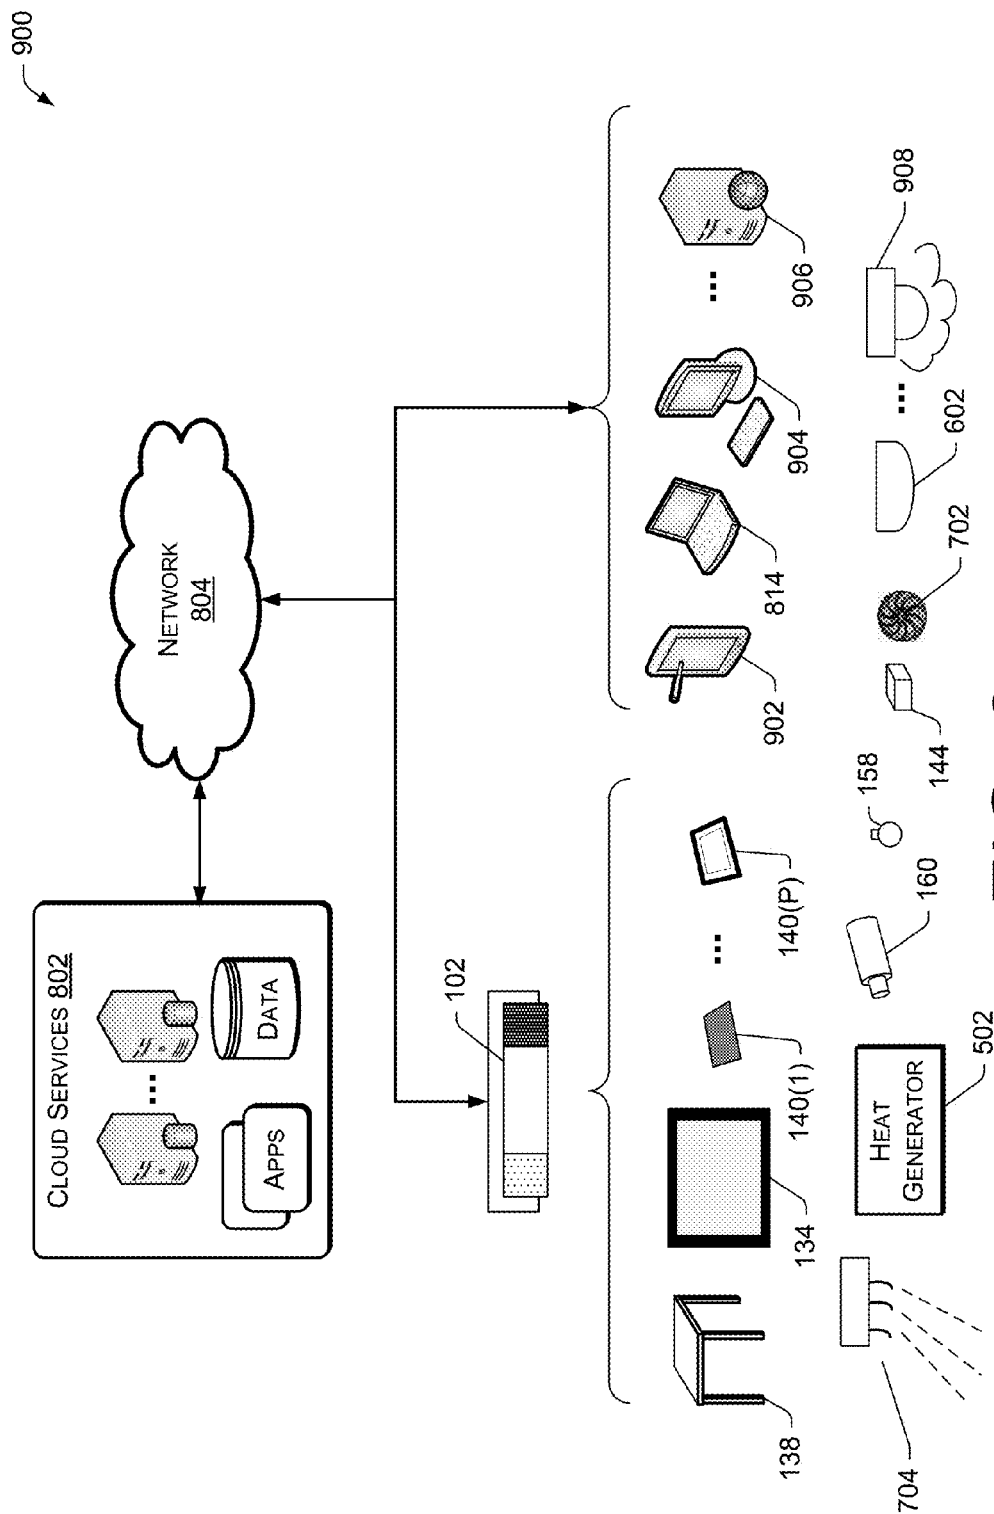 900
CLOUD SERVICES 802
APPS
DATA
NETWORK
804
102
138
134
140(1)
140(P)
902
814
904
906
704
HEAT
GENERATOR
502
160
158
144
702
602
908